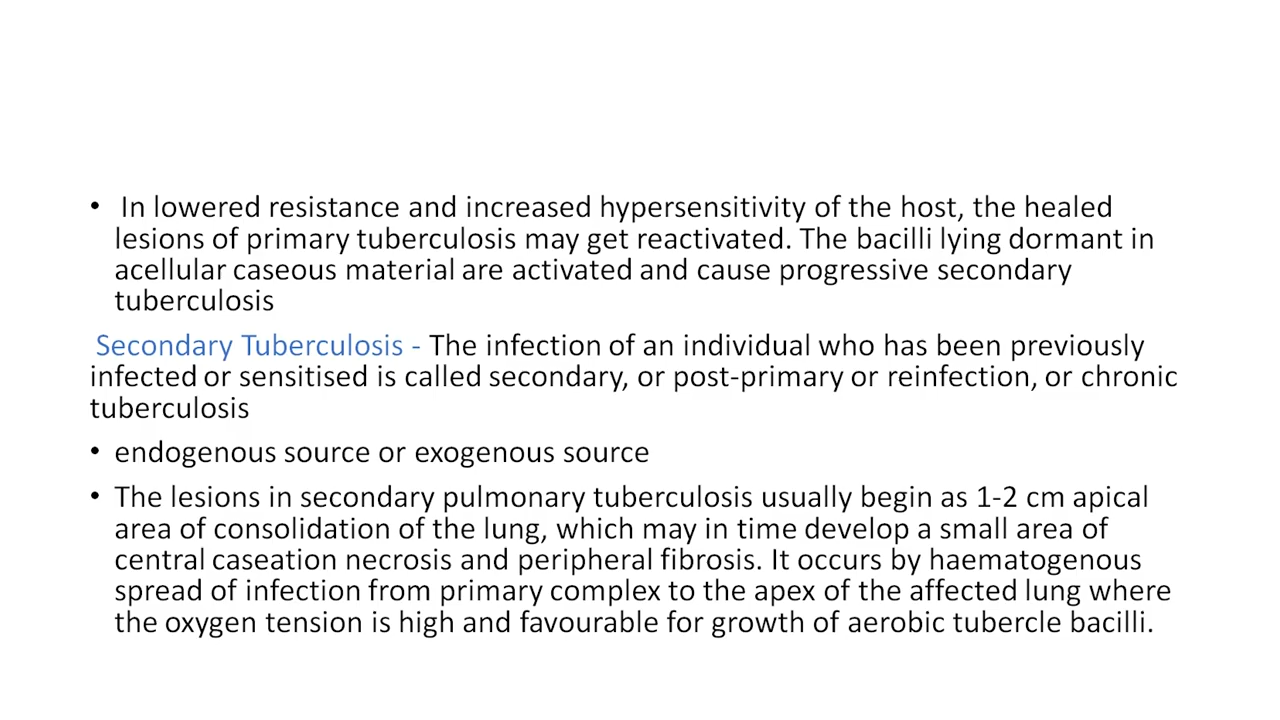 • In lowered resistance and increased hypersensitivity of the host, the healed
lesions of primary tuberculosis may get reactivated. The bacilli lying dormant in
acellular caseous material are activated and cause progressive secondary
tuberculosis
Secondary Tuberculosis - The infection of an individual who has been previously
infected or sensitised is called secondary, or post-primary or reinfection, or chronic
tuberculosis
• endogenous source or exogenous source
• The lesions in secondary pulmonary tuberculosis usually begin as 1-2 cm apical
area of consolidation of the lung, which may in time develop a small area of
central caseation necrosis and peripheral fibrosis. It occurs by haematogenous
spread of infection from primary complex to the apex of the affected lung where
the oxygen tension is high and favourable for growth of aerobic tubercle bacilli.